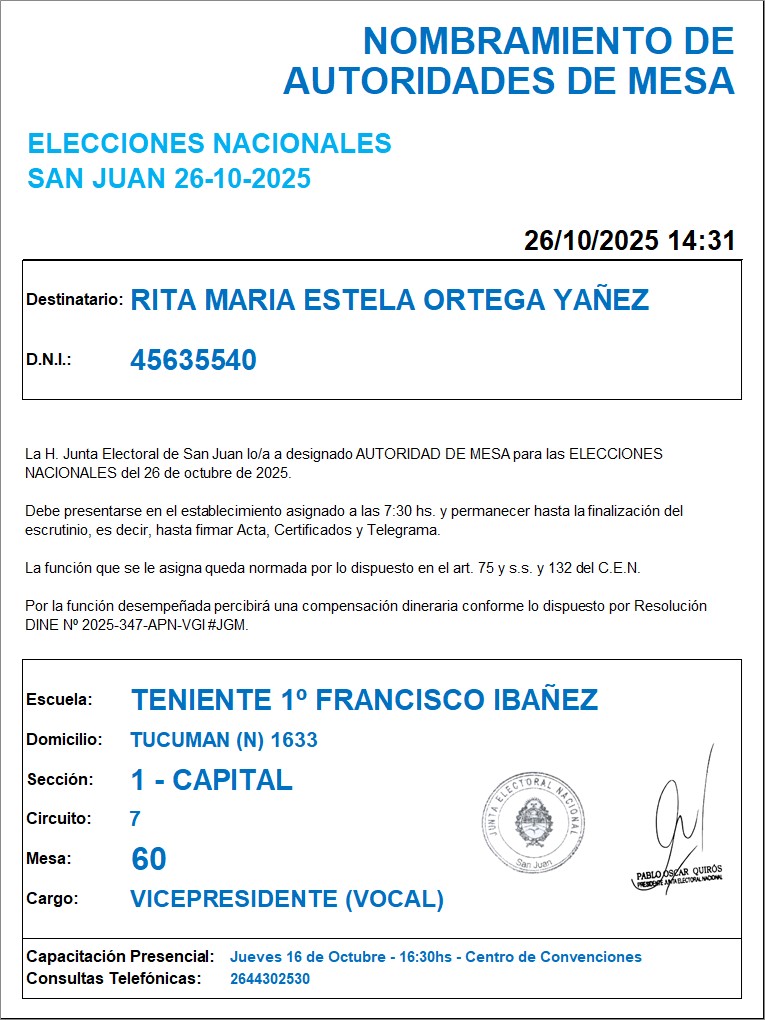 NOMBRAMIENTO DE
AUTORIDADES DE MESA
ELECCIONES NACIONALES
SAN JUAN 26-10-2025
26/10/2025 14:31
Destinatario: RITA MARIA ESTELA ORTEGA YAÑEZ
D.N.I.: 45635540
La H. Junta Electoral de San Juan lo/a a designado AUTORIDAD DE MESA para las ELECCIONES
NACIONALES del 26 de octubre de 2025.
Debe presentarse en el establecimiento asignado a las 7:30 hs. y permanecer hasta la finalización del
escrutinio, es decir, hasta firmar Acta, Certificados y Telegrama.
La función que se le asigna queda normada por lo dispuesto en el art. 75 y s.s. y 132 del C.E.N.
Por la función desempeñada percibirá una compensación dineraria conforme lo dispuesto por Resolución
DINE Nº 2025-347-APN-VGI#JGM.
Escuela: TENIENTE 1º FRANCISCO IBAÑEZ
Domicilio: TUCUMAN (N) 1633
Sección: 1 - CAPITAL
Circuito: 7
Mesa: 60
Cargo: VICEPRESIDENTE (VOCAL)
JUNTA ELECTORAL NACIONAL
San Juan
PABLO OSCAR QUIRÓS
PRESIDENTE JUNTA ELECTORAL NACIONAL
Capacitación Presencial: Jueves 16 de Octubre - 16:30hs - Centro de Convenciones
Consultas Telefónicas: 2644302530